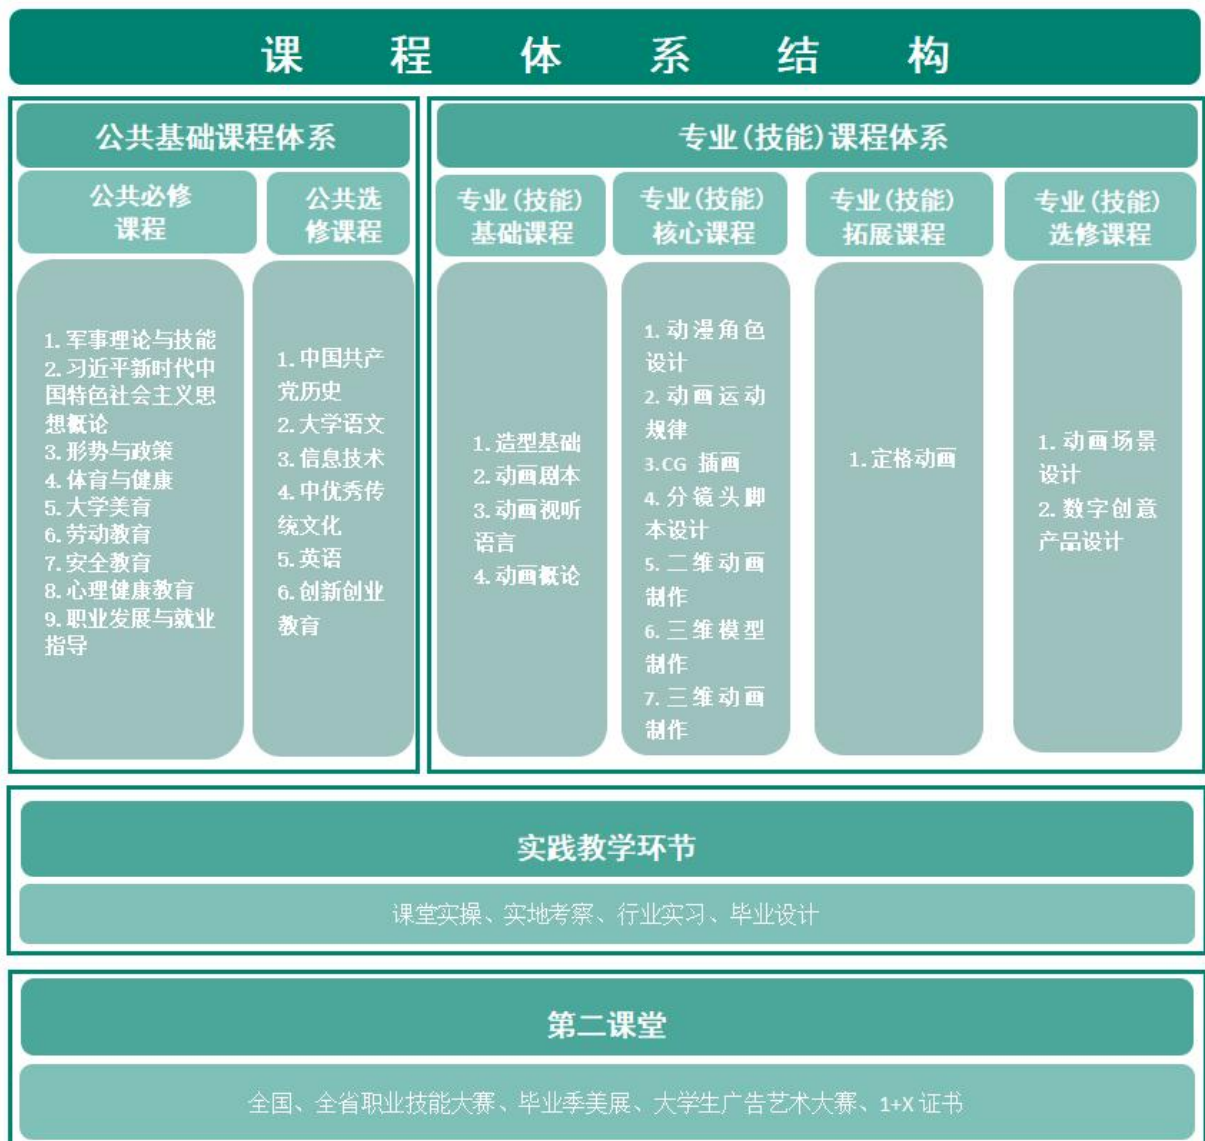 课程体系结构
公共基础课程体系
公共必修
课程
1.军事理论与技能
2.习近平新时代中
国特色社会主义思
想概论
3.形势与政策
4.体育与健康
5.大学美育
6.劳动教育
7.安全教育
8.心理健康教育
9.职业发展与就业
指导
公共选
修课程
1.中国共产
党历史
2.大学语文
3.信息技术
4.中优秀传
统文化
5.英语
6.创新创业
教育
专业(技能)课程体系
专业(技能)
基础课程
1.造型基础
2.动画剧本
3.动画视听
语言
4.动画概论
专业(技能)
核心课程
1.动漫角色
设计
2.动画运动
规律
3.CG 插画
4.分镜头脚
本设计
5.二维动画
制作
6.三维模型
制作
7.三维动画
制作
专业(技能)
拓展课程
1.定格动画
专业(技能)
选修课程
1.动画场景
设计
2.数字创意
产品设计
实践教学环节
课堂实操、实地考察、行业实习、毕业设计
第二课堂
全国、全省职业技能大赛、毕业季美展、大学生广告艺术大赛、1+X 证书